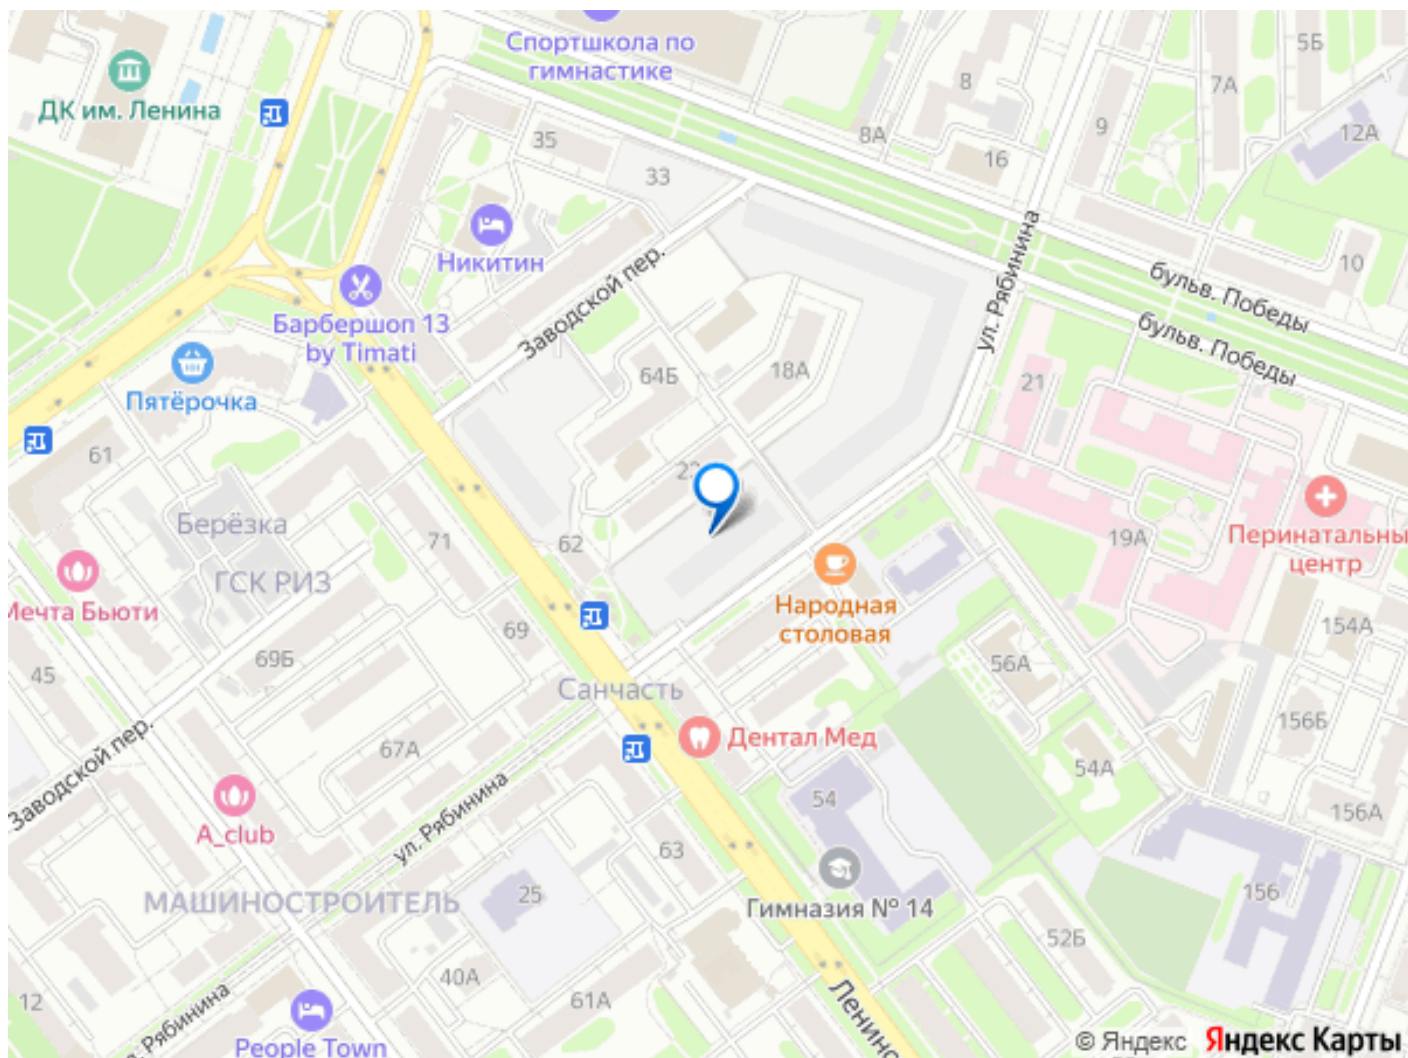 Спортшкола по
гимнастике
5Б
8
7А
ДК им. Ленина
9
12А
35
8А
16
33
Никитин
ул. Рябинина
10
бульв. Победы
Заводской пер.
Барбершоп 13
by Timati
бульв. Победы
64Б
18А
21
Пятёрочка
61
Берёзка
71
62
19А
Перинатальны
центр
ГСК РИЗ
Мечта Бьюти
Народная
столовая
69
154А
69Б
56А
45
Санчасть
156Б
67А
Дентал Мед
54А
Заводской пер.
54
156А
A_club
ул. Рябинина
63
25
156
МАШИНОСТРОИТЕЛЬ
Гимназия № 14
52Б
40А
12
61А
Рябинина
Ленинс
People Town
© Яндекс Яндекс Карты